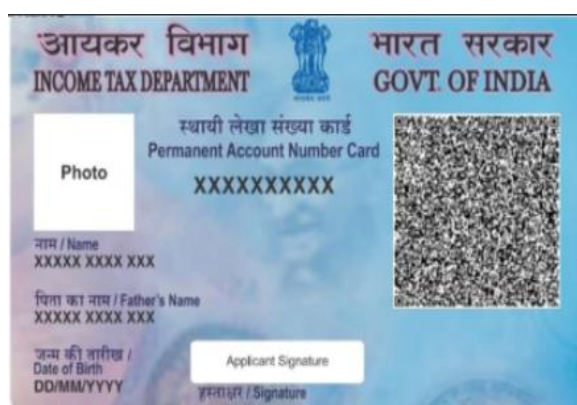 आयकर विभाग
INCOME TAX DEPARTMENT
भारत सरकार
GOVT. OF INDIA
स्थायी लेखा संख्या कार्ड
Permanent Account Number Card
XXXXXXXXXX
Photo
नाम / Name
XXXXX XXXX XXX
पिता का नाम / Father's Name
XXXXX XXXX XXX
जन्म की तारीख /
Date of Birth
DD/MM/YYYY
Applicant Signature
हस्ताक्षर / Signature